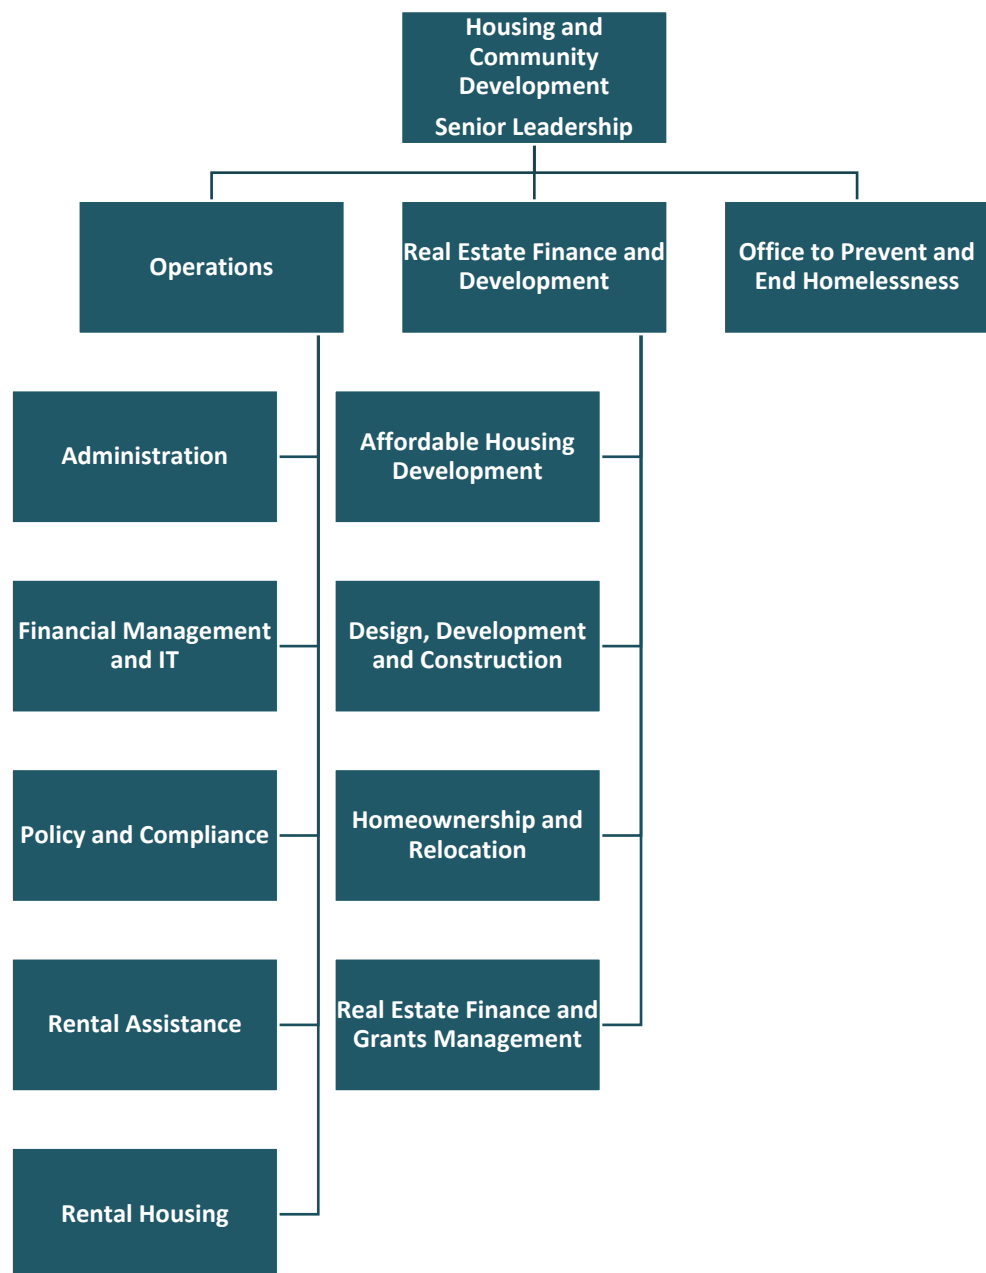 Housing and
Community
Development
Senior Leadership
Operations
Real Estate Finance and
Development
Office to Prevent and
End Homelessness
Administration
Affordable Housing
Development
Financial Management
and IT
Design, Development
and Construction
Policy and Compliance
Homeownership and
Relocation
Rental Assistance
Real Estate Finance and
Grants Management
Rental Housing